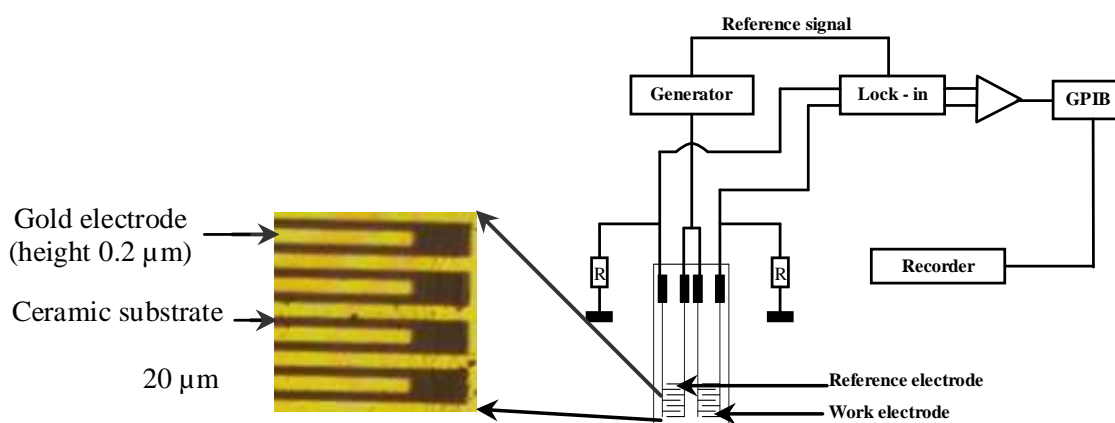 Reference signal
Generator
Lock - in
GPIB
Gold electrode
(height 0.2 µm)
R
R
Recorder
Ceramic substrate
20 µm
Reference electrode
Work electrode